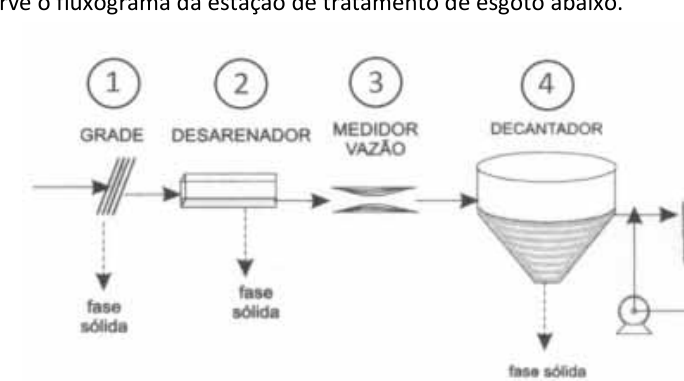 rve o fluxograma da estação de tratamento de esgoto abaixo.
1
2
3
4
GRADE
DESARENADOR
MEDIDOR
VAZÃO
DECANTADOR
fase
sólida
fase
sólida
fase sólida